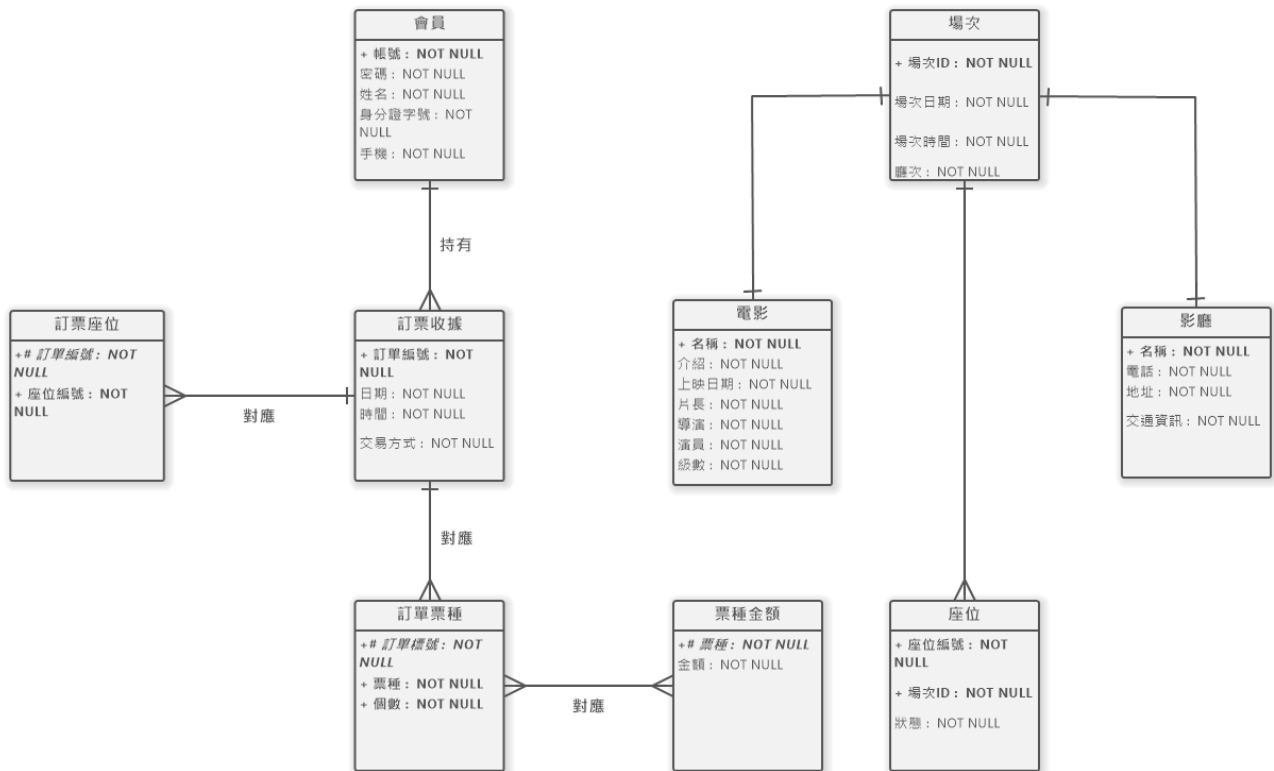 會員
+ 帳號： NOT NULL
密碼： NOT NULL
姓名： NOT NULL
身分證字號： NOT
NULL
手機： NOT NULL
場次
+ 場次ID： NOT NULL
場次日期： NOT NULL
場次時間： NOT NULL
廳次： NOT NULL
持有
訂票座位
+# 訂單編號： NOT
NULL
+ 座位編號： NOT
NULL
對應
訂票收據
+ 訂單編號： NOT
NULL
日期： NOT NULL
時間： NOT NULL
交易方式： NOT NULL
電影
+ 名稱： NOT NULL
介紹： NOT NULL
上映日期： NOT NULL
片長： NOT NULL
導演： NOT NULL
演員： NOT NULL
級數： NOT NULL
影廳
+ 名稱： NOT NULL
電話： NOT NULL
地址： NOT NULL
交通資訊： NOT NULL
對應
訂單票種
+# 訂單標號： NOT
NULL
+ 票種： NOT NULL
+ 個數： NOT NULL
對應
票種金額
+# 票種： NOT NULL
金額： NOT NULL
座位
+ 座位編號： NOT
NULL
+ 場次ID： NOT NULL
狀態： NOT NULL